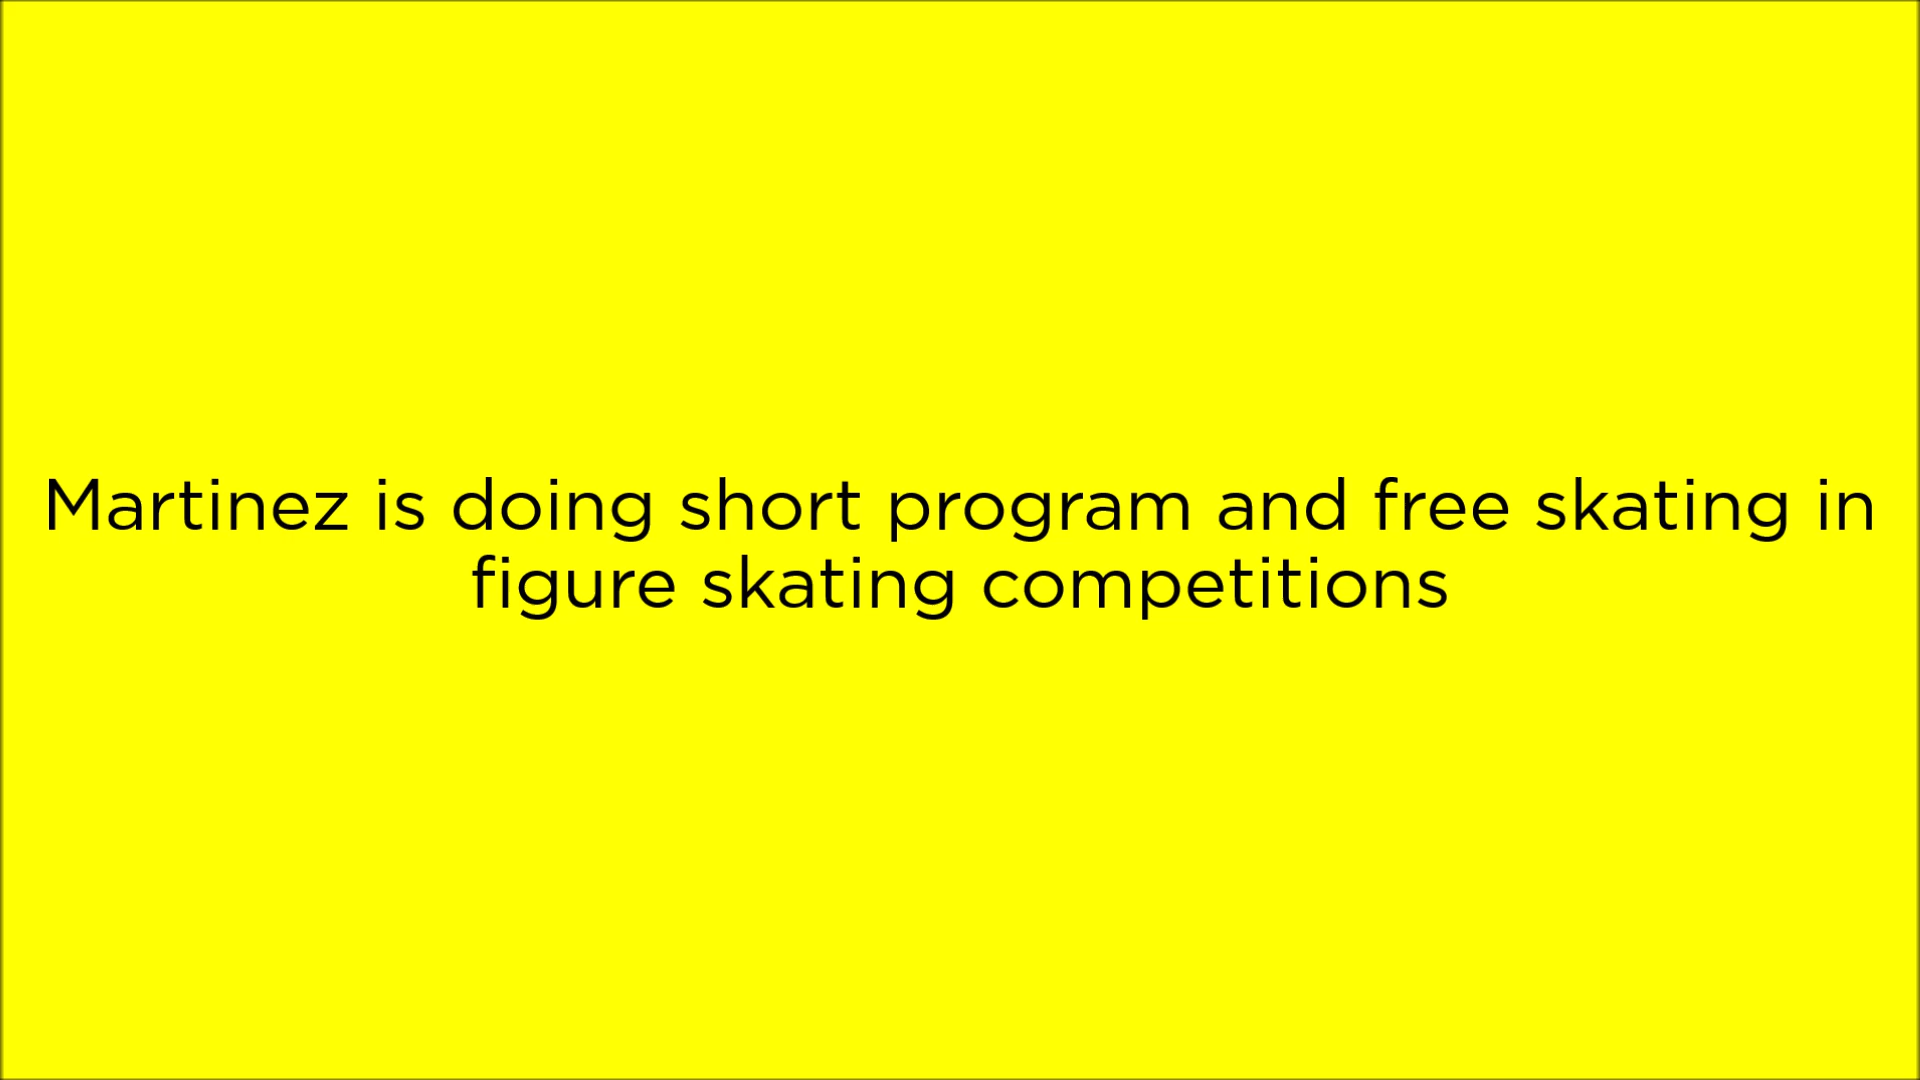 Martinez is doing short program and free skating in
figure skating competitions